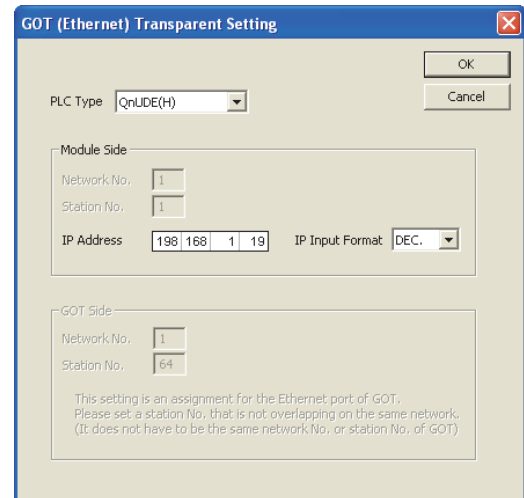 GOT (Ethernet) Transparent Setting
OK
PLC Type QnUDE(H)
Cancel
Module Side
Network No. 1
Station No. 1
IP Address 198 168 1 19 IP Input Format DEC.
GOT Side
Network No. 1
Station No. 64
This setting is an assignment for the Ethernet port of GOT.
Please set a station No. that is not overlapping on the same network.
(It does not have to be the same network No. or station No. of GOT)